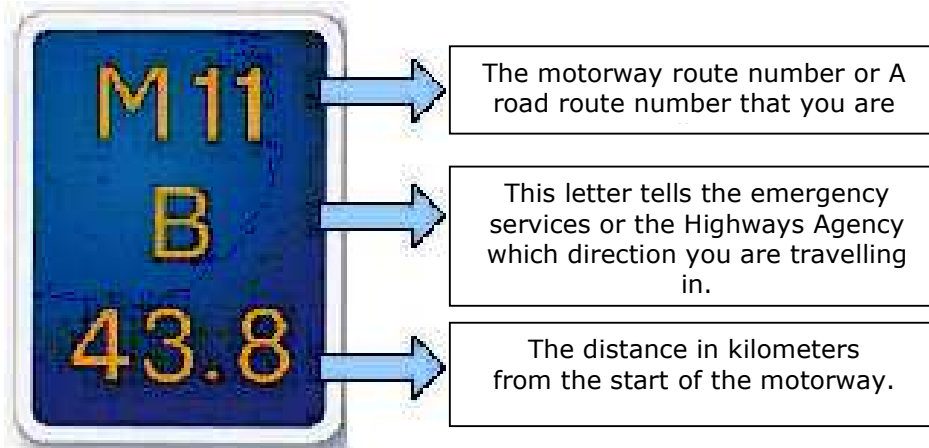 M11
The motorway route number or A
road route number that you are
B
This letter tells the emergency
services or the Highways Agency
which direction you are travelling
in.
43.8
The distance in kilometers
from the start of the motorway.